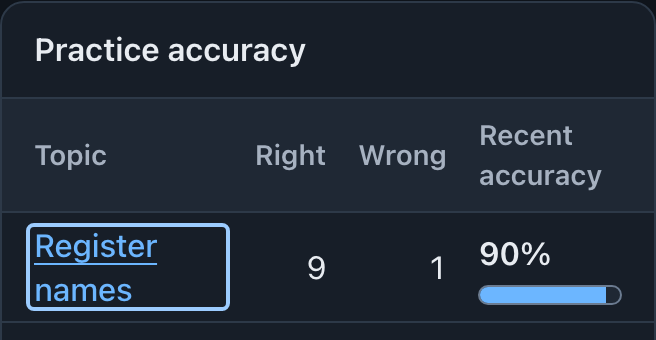 Practice accuracy
Topic Right Wrong Recent
accuracy
Register
names 9 1 90%